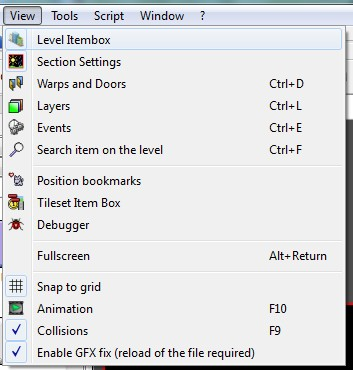 View Tools Script Window ?
Level Itembox
Section Settings
Warps and Doors Ctrl+D
Layers Ctrl+L
Events Ctrl+E
Search item on the level Ctrl+F
Position bookmarks
Tileset Item Box
Debugger
Fullscreen Alt+Return
Snap to grid
Animation F10
Collisions F9
Enable GFX fix (reload of the file required)